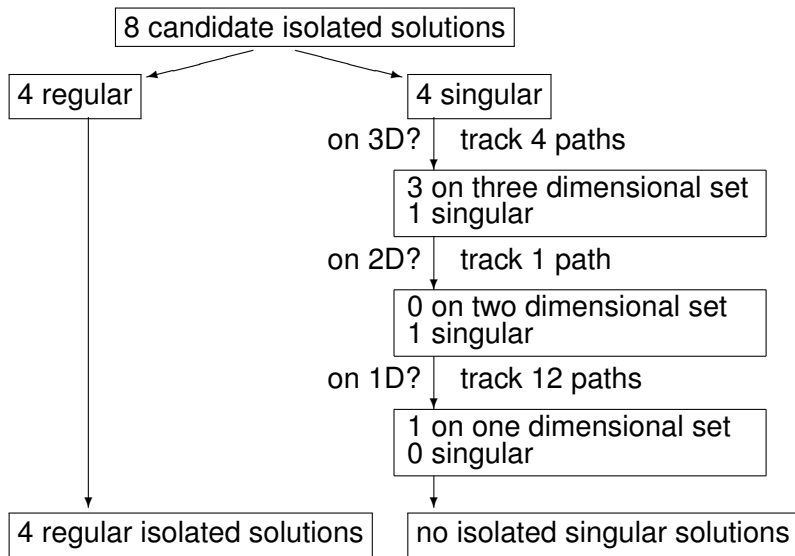 8 candidate isolated solutions
4 regular
4 singular
on 3D? track 4 paths
3 on three dimensional set
1 singular
on 2D? track 1 path
0 on two dimensional set
1 singular
on 1D? track 12 paths
1 on one dimensional set
0 singular
4 regular isolated solutions
no isolated singular solutions